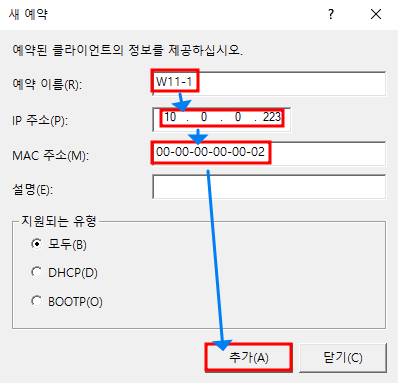 새 예약
예약된 클라이언트의 정보를 제공하십시오.
예약 이름(R): W11-1
IP 주소(P): 10 . 0 . 0 . 223
MAC 주소(M): 00-00-00-00-00-02
설명(E):
지원되는 유형
모두(B)
DHCP(D)
BOOTP(O)
추가(A) 닫기(C)